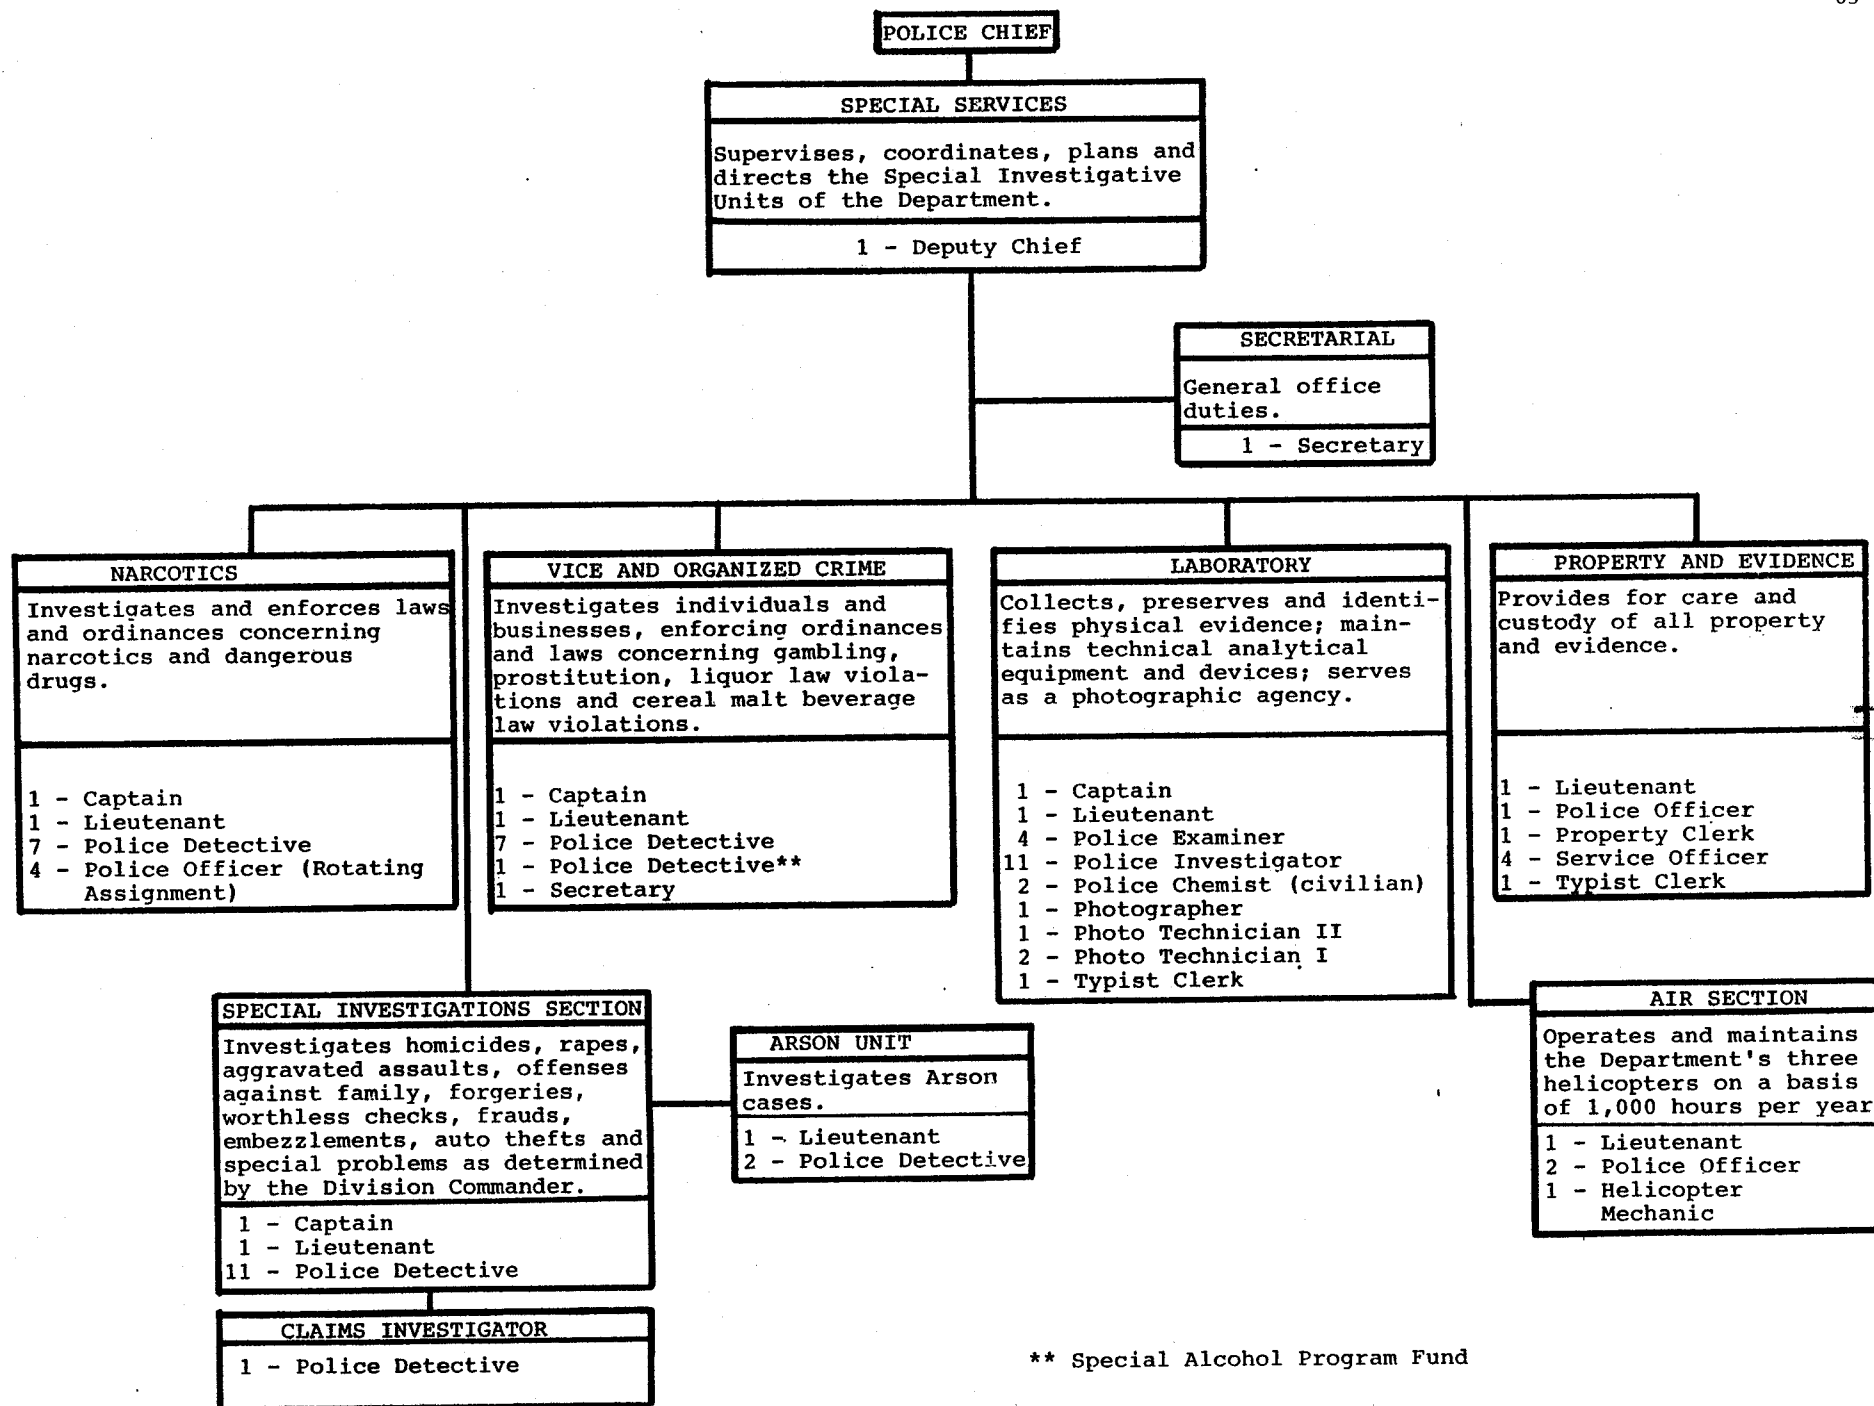 POLICE CHIEF
SPECIAL SERVICES
Supervises, coordinates, plans and
directs the Special Investigative
Units of the Department.
1 - Deputy Chief
SECRETARIAL
General office
duties.
1 - Secretary
NARCOTICS
Investigates and enforces laws
and ordinances concerning
narcotics and dangerous
drugs.
1 - Captain
1 - Lieutenant
7 - Police Detective
4 - Police Officer (Rotating
Assignment)
VICE AND ORGANIZED CRIME
Investigates individuals and
businesses, enforcing ordinances
and laws concerning gambling,
prostitution, liquor law viola-
tions and cereal malt beverage
law violations.
1 - Captain
1 - Lieutenant
7 - Police Detective
1 - Police Detective**
1 - Secretary
LABORATORY
Collects, preserves and identi-
fies physical evidence; main-
tains technical analytical
equipment and devices; serves
as a photographic agency.
1 - Captain
1 - Lieutenant
4 - Police Examiner
11 - Police Investigator
2 - Police Chemist (civilian)
1 - Photographer
1 - Photo Technician II
2 - Photo Technician I
1 - Typist Clerk
PROPERTY AND EVIDENCE
Provides for care and
custody of all property
and evidence.
1 - Lieutenant
1 - Police Officer
1 - Property Clerk
4 - Service Officer
1 - Typist Clerk
SPECIAL INVESTIGATIONS SECTION
Investigates homicides, rapes,
aggravated assaults, offenses
against family, forgeries,
worthless checks, frauds,
embezzlements, auto thefts and
special problems as determined
by the Division Commander.
1 - Captain
1 - Lieutenant
11 - Police Detective
ARSON UNIT
Investigates Arson
cases.
1 - Lieutenant
2 - Police Detective
AIR SECTION
Operates and maintains
the Department's three
helicopters on a basis
of 1,000 hours per year
1 - Lieutenant
2 - Police Officer
1 - Helicopter
Mechanic
CLAIMS INVESTIGATOR
1 - Police Detective
** Special Alcohol Program Fund